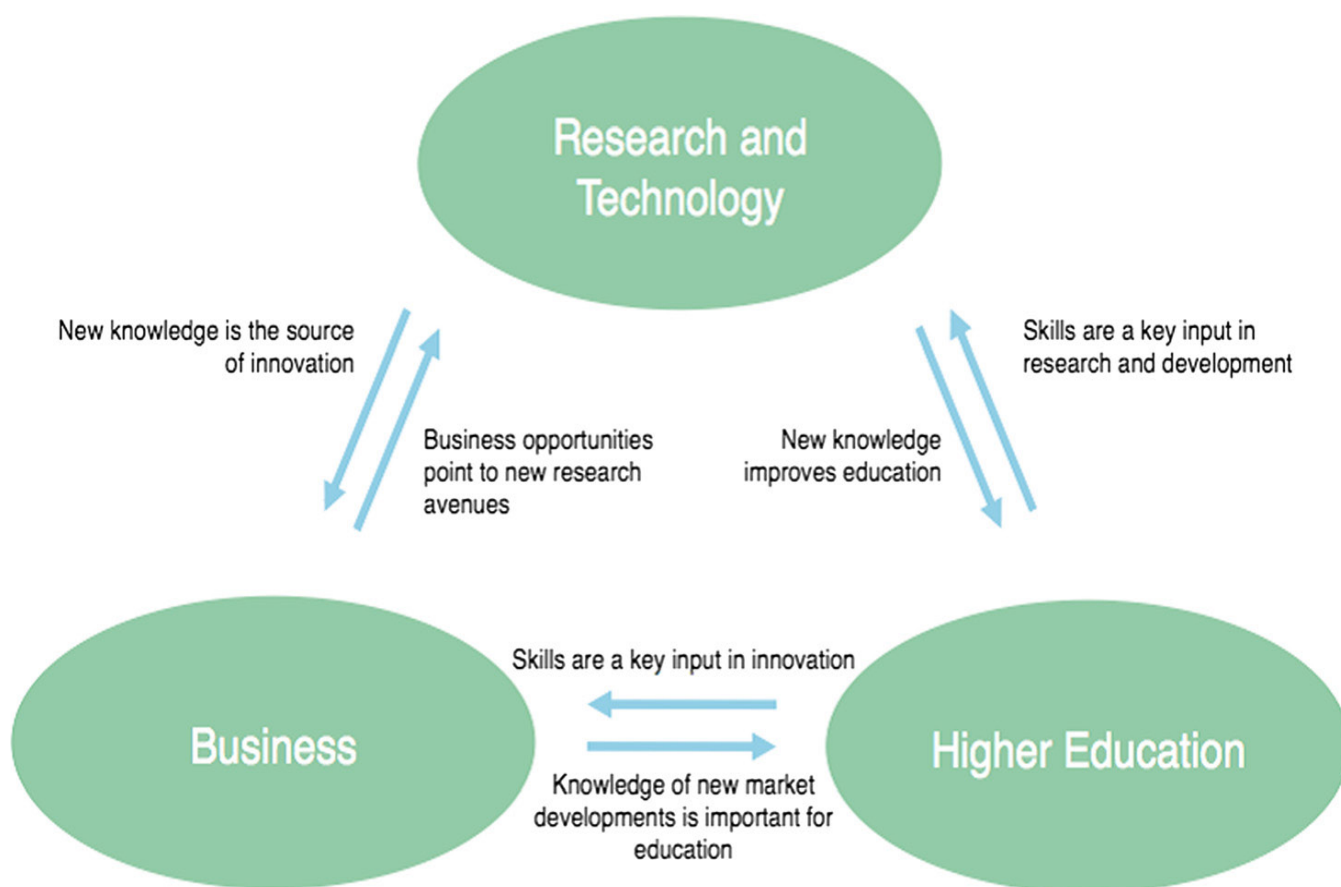 Research and
Technology
New knowledge is the source
of innovation
Skills are a key input in
research and development
Business opportunities
point to new research
avenues
New knowledge
improves education
Skills are a key input in innovation
Business
Higher Education
Knowledge of new market
developments is important for
education